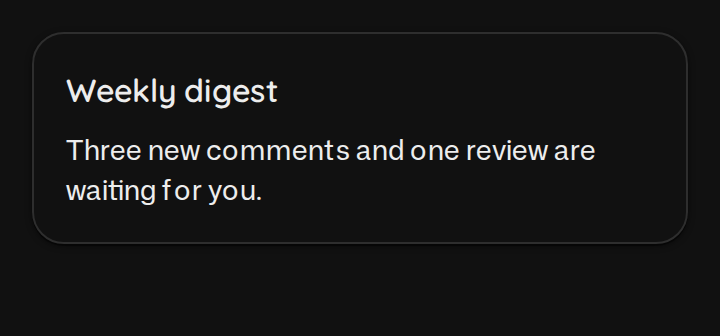 Weekly digest
Three new comments and one review are
waiting for you.